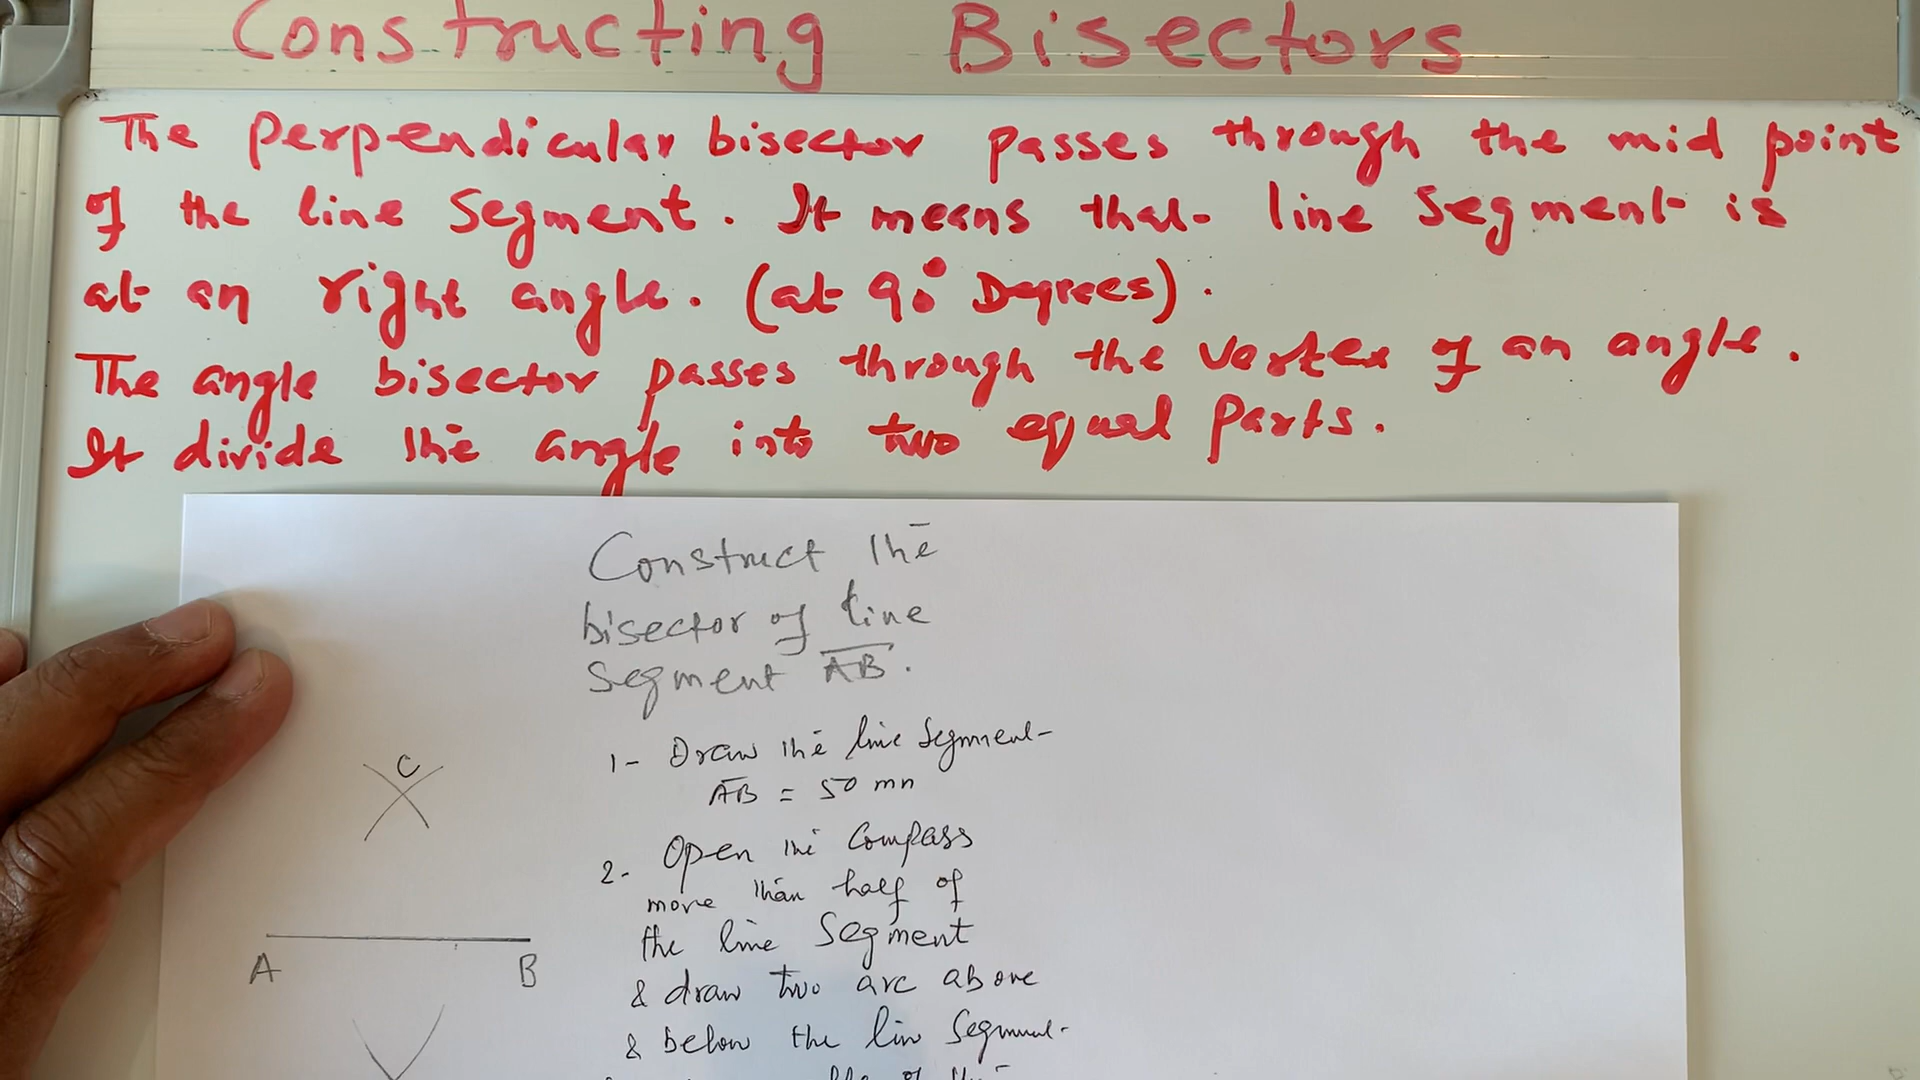 Constructing Bisectors
The perpendicular bisector passes through the mid point
of the line segment. It means that line segment is
at an right angle. (at 90° Degrees).
The angle bisector passes through the vertex of an angle.
It divide the angle into two equal parts.
Construct the
bisector of line
segment A̅B̅.
1- Draw the line segment
A̅B̅ = 50 mm
2- Open the Compass
more than half of
the line Segment
& draw two arc above
& below the line segment
C
A B